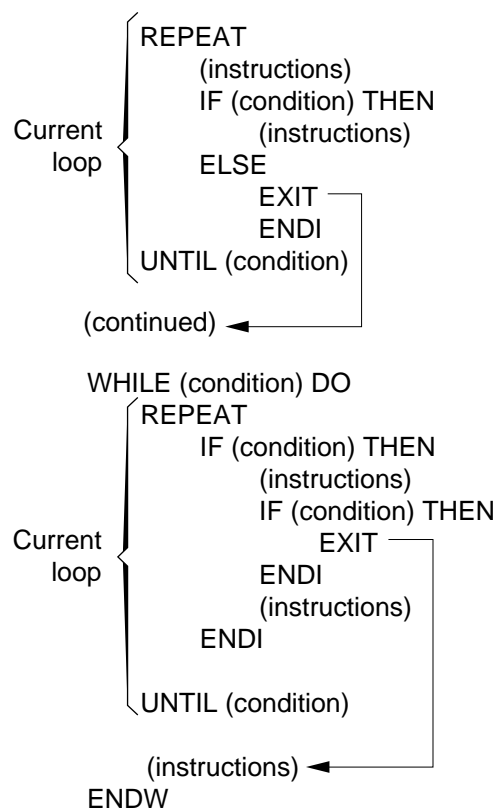 REPEAT
(instructions)
IF (condition) THEN
(instructions)
ELSE
EXIT
ENDI
UNTIL (condition)
Current
loop
(continued)
WHILE (condition) DO
REPEAT
IF (condition) THEN
(instructions)
IF (condition) THEN
EXIT
ENDI
(instructions)
ENDI
UNTIL (condition)
Current
loop
(instructions)
ENDW